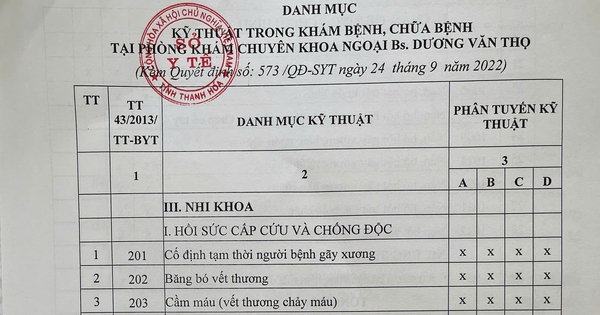 DANH MỤC
KỸ THUẬT TRONG KHÁM BỆNH, CHỮA BỆNH
TẠI PHÒNG KHÁM CHUYÊN KHOA NGOẠI Bs. DƯƠNG VĂN THỌ
(Kèm Quyết định số: 573 /QĐ-SYT ngày 24 tháng 9 năm 2022)
SỞ
Y TẾ
TỈNH THANH HÓA
TT
TT 43/2013/ TT-BYT
DANH MỤC KỸ THUẬT
PHÂN TUYẾN KỸ THUẬT
1
2
3
A B C D
III. NHI KHOA
I. HỒI SỨC CẤP CỨU VÀ CHỐNG ĐỘC
1 201 Cố định tạm thời người bệnh gãy xương x x x x
2 202 Băng bó vết thương x x x x
3 203 Cầm máu (vết thương chảy máu) x x x x